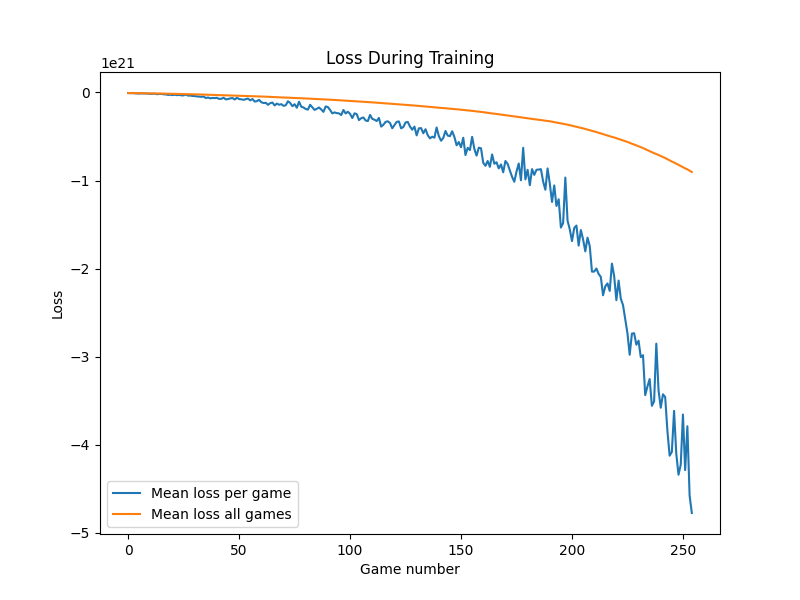 Loss During Training
1e21
0
−1
−2
−3
−4
−5
Loss
Mean loss per game
Mean loss all games
0 50 100 150 200 250
Game number